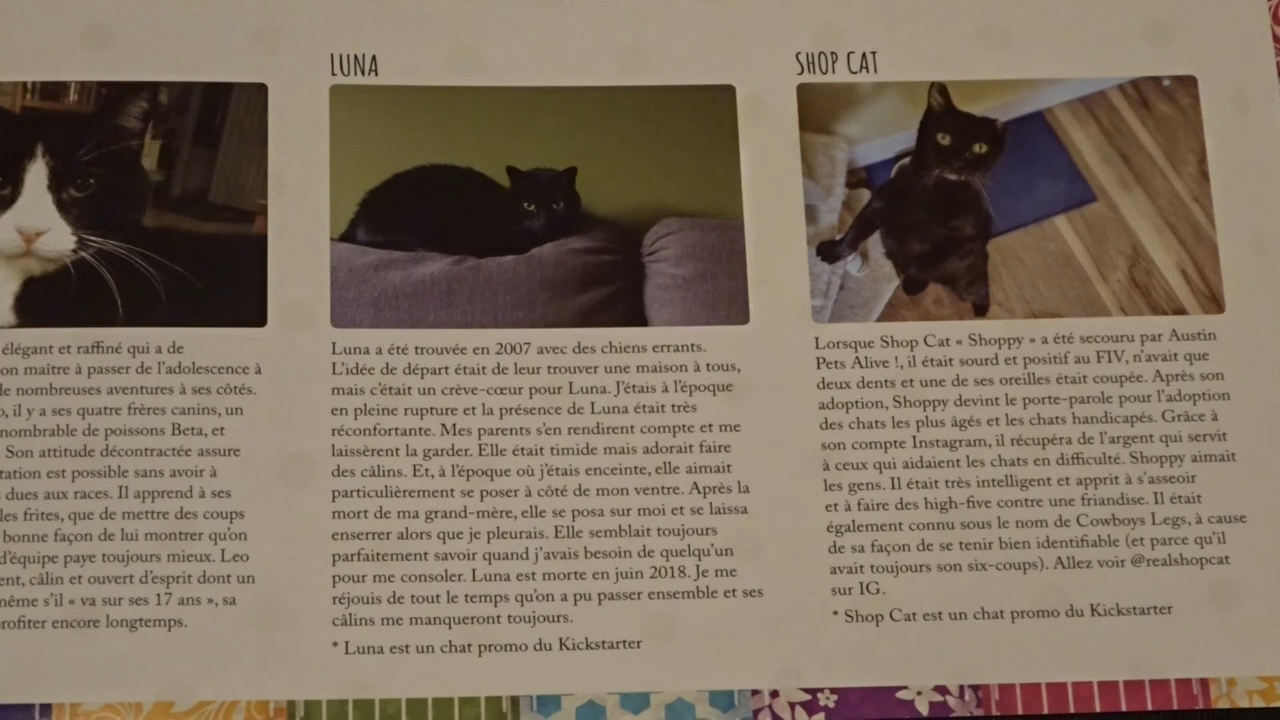 élégant et raffiné qui a de
on maître à passer de l'adolescence à
de nombreuses aventures à ses côtés.
, il y a ses quatre frères canins, un
nombrable de poissons Beta, et
. Son attitude décontractée assure
tation est possible sans avoir à
dues aux races. Il apprend à ses
les frites, que de mettre des coups
bonne façon de lui montrer qu'on
d'équipe paye toujours mieux. Leo
ent, câlin et ouvert d'esprit dont un
même s'il « va sur ses 17 ans », sa
rofiter encore longtemps.
LUNA
Luna a été trouvée en 2007 avec des chiens errants.
L'idée de départ était de leur trouver une maison à tous,
mais c'était un crève-cœur pour Luna. J'étais à l'époque
en pleine rupture et la présence de Luna était très
réconfortante. Mes parents s'en rendirent compte et me
laissèrent la garder. Elle était timide mais adorait faire
des câlins. Et, à l'époque où j'étais enceinte, elle aimait
particulièrement se poser à côté de mon ventre. Après la
mort de ma grand-mère, elle se posa sur moi et se laissa
enserrer alors que je pleurais. Elle semblait toujours
parfaitement savoir quand j'avais besoin de quelqu'un
pour me consoler. Luna est morte en juin 2018. Je me
réjouis de tout le temps qu'on a pu passer ensemble et ses
câlins me manqueront toujours.
* Luna est un chat promo du Kickstarter
SHOP CAT
Lorsque Shop Cat « Shoppy » a été secouru par Austin
Pets Alive !, il était sourd et positif au FIV, n'avait que
deux dents et une de ses oreilles était coupée. Après son
adoption, Shoppy devint le porte-parole pour l'adoption
des chats les plus âgés et les chats handicapés. Grâce à
son compte Instagram, il récupéra de l'argent qui servit
à ceux qui aidaient les chats en difficulté. Shoppy aimait
les gens. Il était très intelligent et apprit à s'asseoir
et à faire des high-five contre une friandise. Il était
également connu sous le nom de Cowboys Legs, à cause
de sa façon de se tenir bien identifiable (et parce qu'il
avait toujours son six-coups). Allez voir @realshopcat
sur IG.
* Shop Cat est un chat promo du Kickstarter